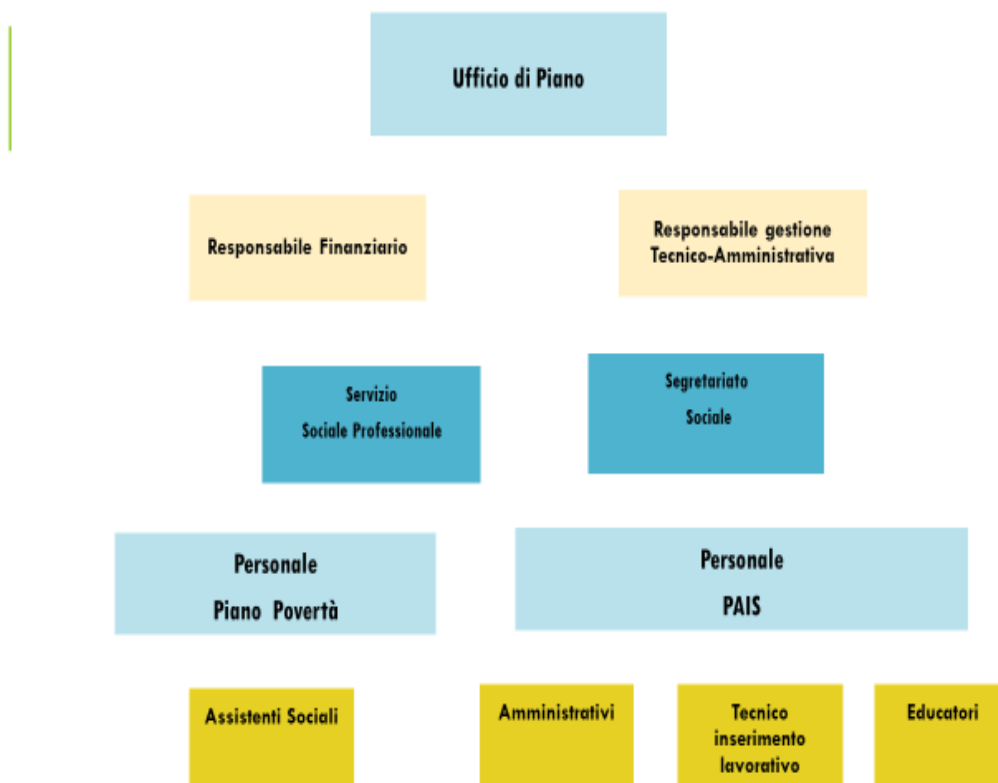 Ufficio di Piano
Responsabile Finanziario
Responsabile gestione
Tecnico-Amministrativa
Servizio
Sociale Professionale
Segretariato
Sociale
Personale
Piano Povertà
Personale
PAIS
Assistenti Sociali
Amministrativi
Tecnico
inserimento
lavorativo
Educatori